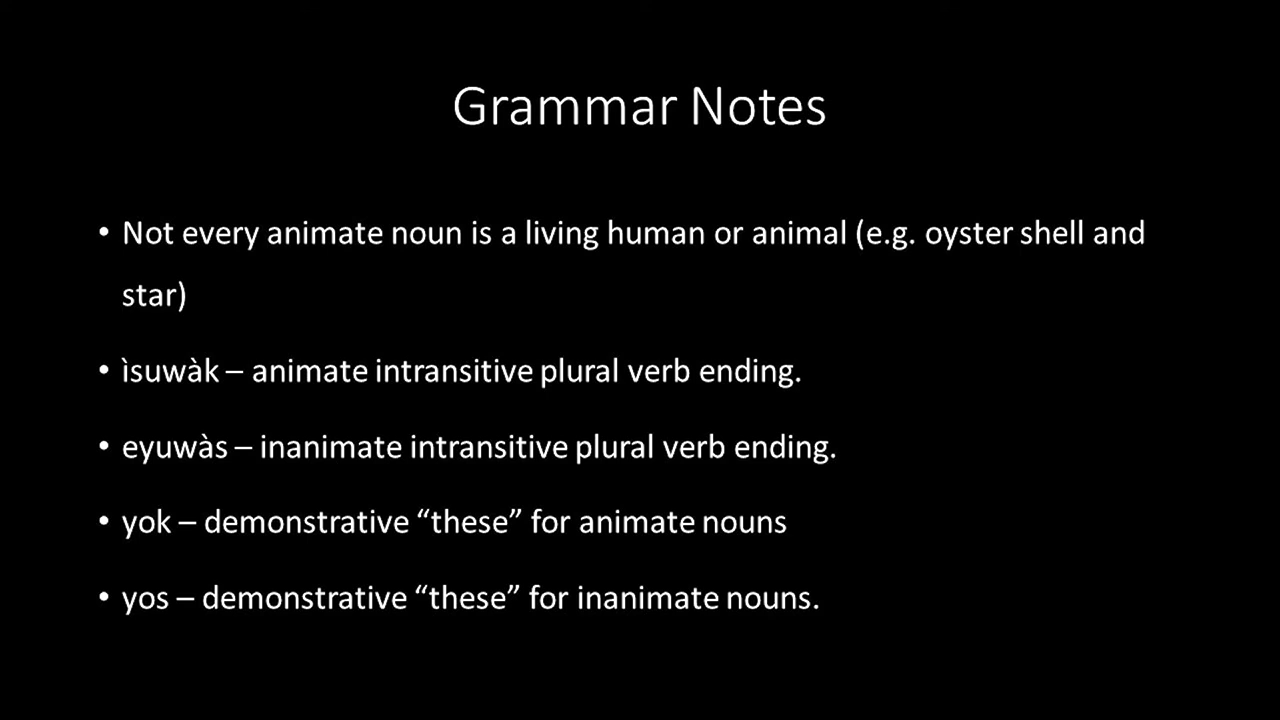 Grammar Notes
• Not every animate noun is a living human or animal (e.g. oyster shell and
star)
• ìsuwàk – animate intransitive plural verb ending.
• eyuwàs – inanimate intransitive plural verb ending.
• yok – demonstrative “these” for animate nouns
• yos – demonstrative “these” for inanimate nouns.